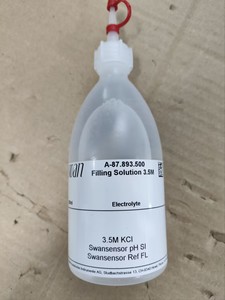 A-87.893.500
Filling Solution 3.5M
Electrolyte
3.5M KCl
Swansensor pH SI
Swansensor Ref FL